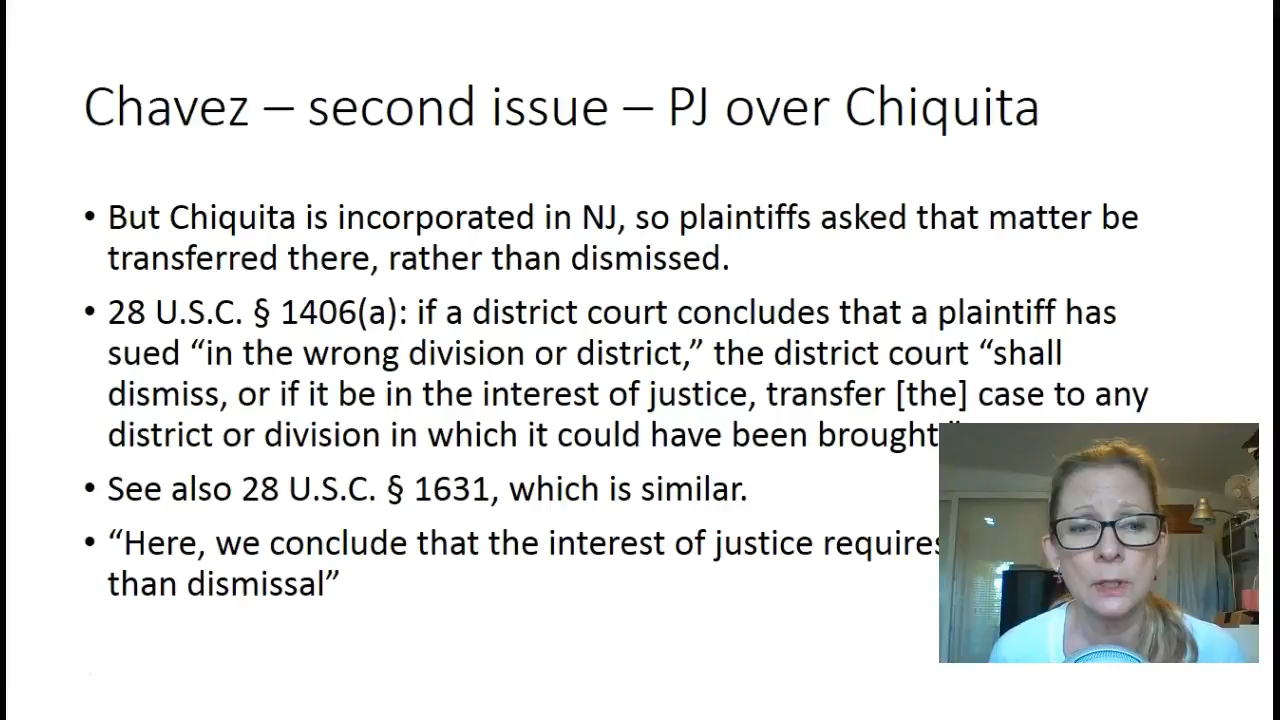 Chavez – second issue – PJ over Chiquita
• But Chiquita is incorporated in NJ, so plaintiffs asked that matter be
transferred there, rather than dismissed.
• 28 U.S.C. § 1406(a): if a district court concludes that a plaintiff has
sued “in the wrong division or district,” the district court “shall
dismiss, or if it be in the interest of justice, transfer [the] case to any
district or division in which it could have been brought.”
• See also 28 U.S.C. § 1631, which is similar.
• “Here, we conclude that the interest of justice requires
than dismissal”